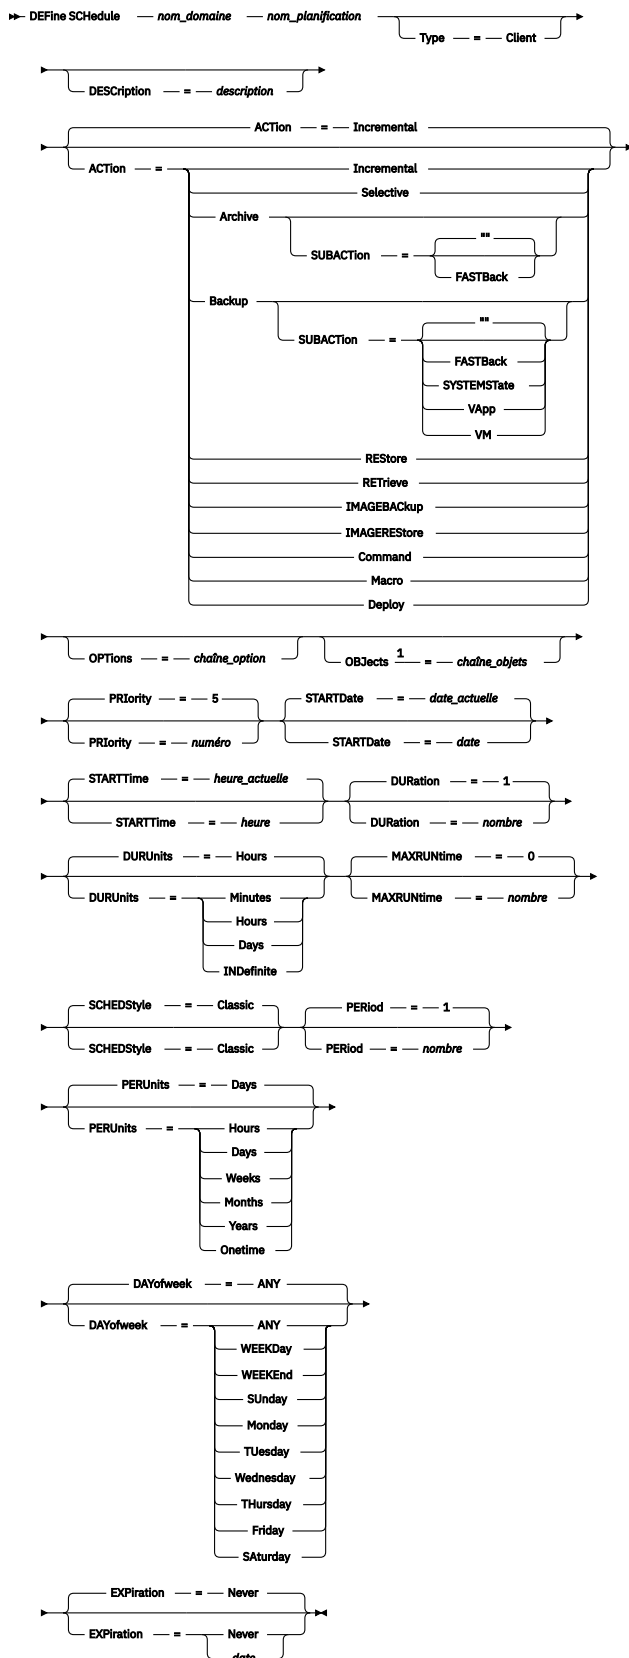 DEFine SCHedule nom_domaine nom_planification
Type = Client
DESCription = description
ACTion = Incremental
ACTion = Incremental
Selective
Archive
""
SUBACTion =
FASTBack
Backup
""
SUBACTion =
FASTBack
SYSTEMSTate
VApp
VM
REStore
RETrieve
IMAGEBACkup
IMAGEREStore
Command
Macro
Deploy
OPTions = chaîne_option OBJects 1 = chaîne_objets
PRIority = 5 STARTDate = date_actuelle
PRIority = numéro STARTDate = date
STARTTime = heure_actuelle DURation = 1
STARTTime = heure DURation = nombre
DURUnits = Hours MAXRUNtime = 0
DURUnits = Minutes MAXRUNtime = nombre
Hours
Days
INDefinite
SCHEDStyle = Classic PERiod = 1
SCHEDStyle = Classic PERiod = nombre
PERUnits = Days
PERUnits = Hours
Days
Weeks
Months
Years
Onetime
DAYofweek = ANY
DAYofweek = ANY
WEEKDay
WEEKEnd
SUnday
Monday
TUesday
Wednesday
THursday
Friday
SAturday
EXPiration = Never
EXPiration = Never
date